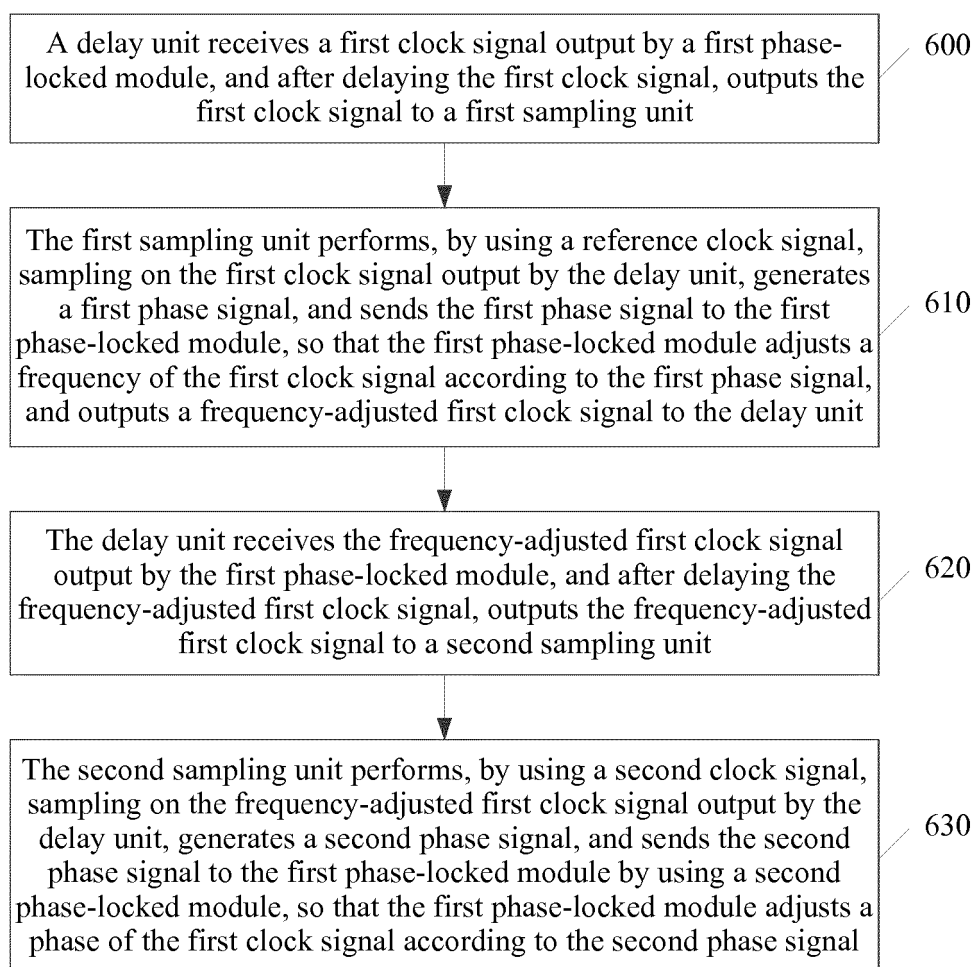 A delay unit receives a first clock signal output by a first phase-
locked module, and after delaying the first clock signal, outputs the
first clock signal to a first sampling unit
600
The first sampling unit performs, by using a reference clock signal,
sampling on the first clock signal output by the delay unit, generates
a first phase signal, and sends the first phase signal to the first
phase-locked module, so that the first phase-locked module adjusts a
frequency of the first clock signal according to the first phase signal,
and outputs a frequency-adjusted first clock signal to the delay unit
610
The delay unit receives the frequency-adjusted first clock signal
output by the first phase-locked module, and after delaying the
frequency-adjusted first clock signal, outputs the frequency-adjusted
first clock signal to a second sampling unit
620
The second sampling unit performs, by using a second clock signal,
sampling on the frequency-adjusted first clock signal output by the
delay unit, generates a second phase signal, and sends the second
phase signal to the first phase-locked module by using a second
phase-locked module, so that the first phase-locked module adjusts a
phase of the first clock signal according to the second phase signal
630